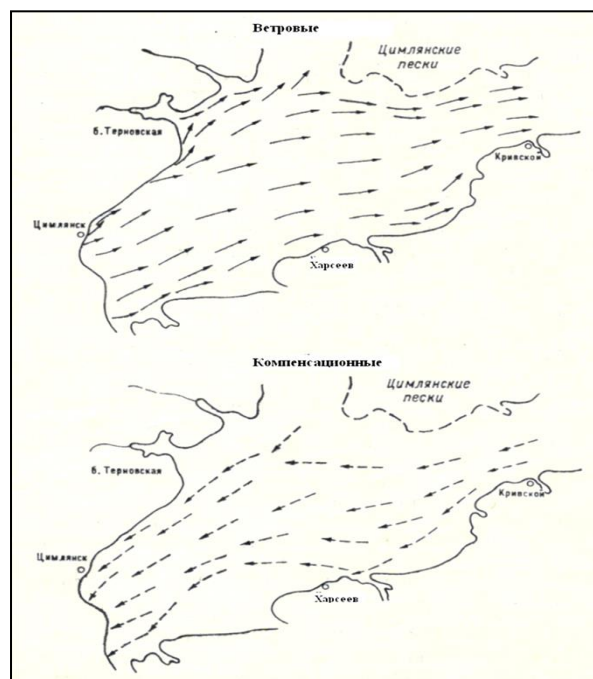 Ветровые
Цимлянские
пески
б. Терновская
Кривской
Цимлянск
Харсеев
Компенсационные
Цимлянские
пески
б. Терновская
Кривской
Цимлянск
Харсеев